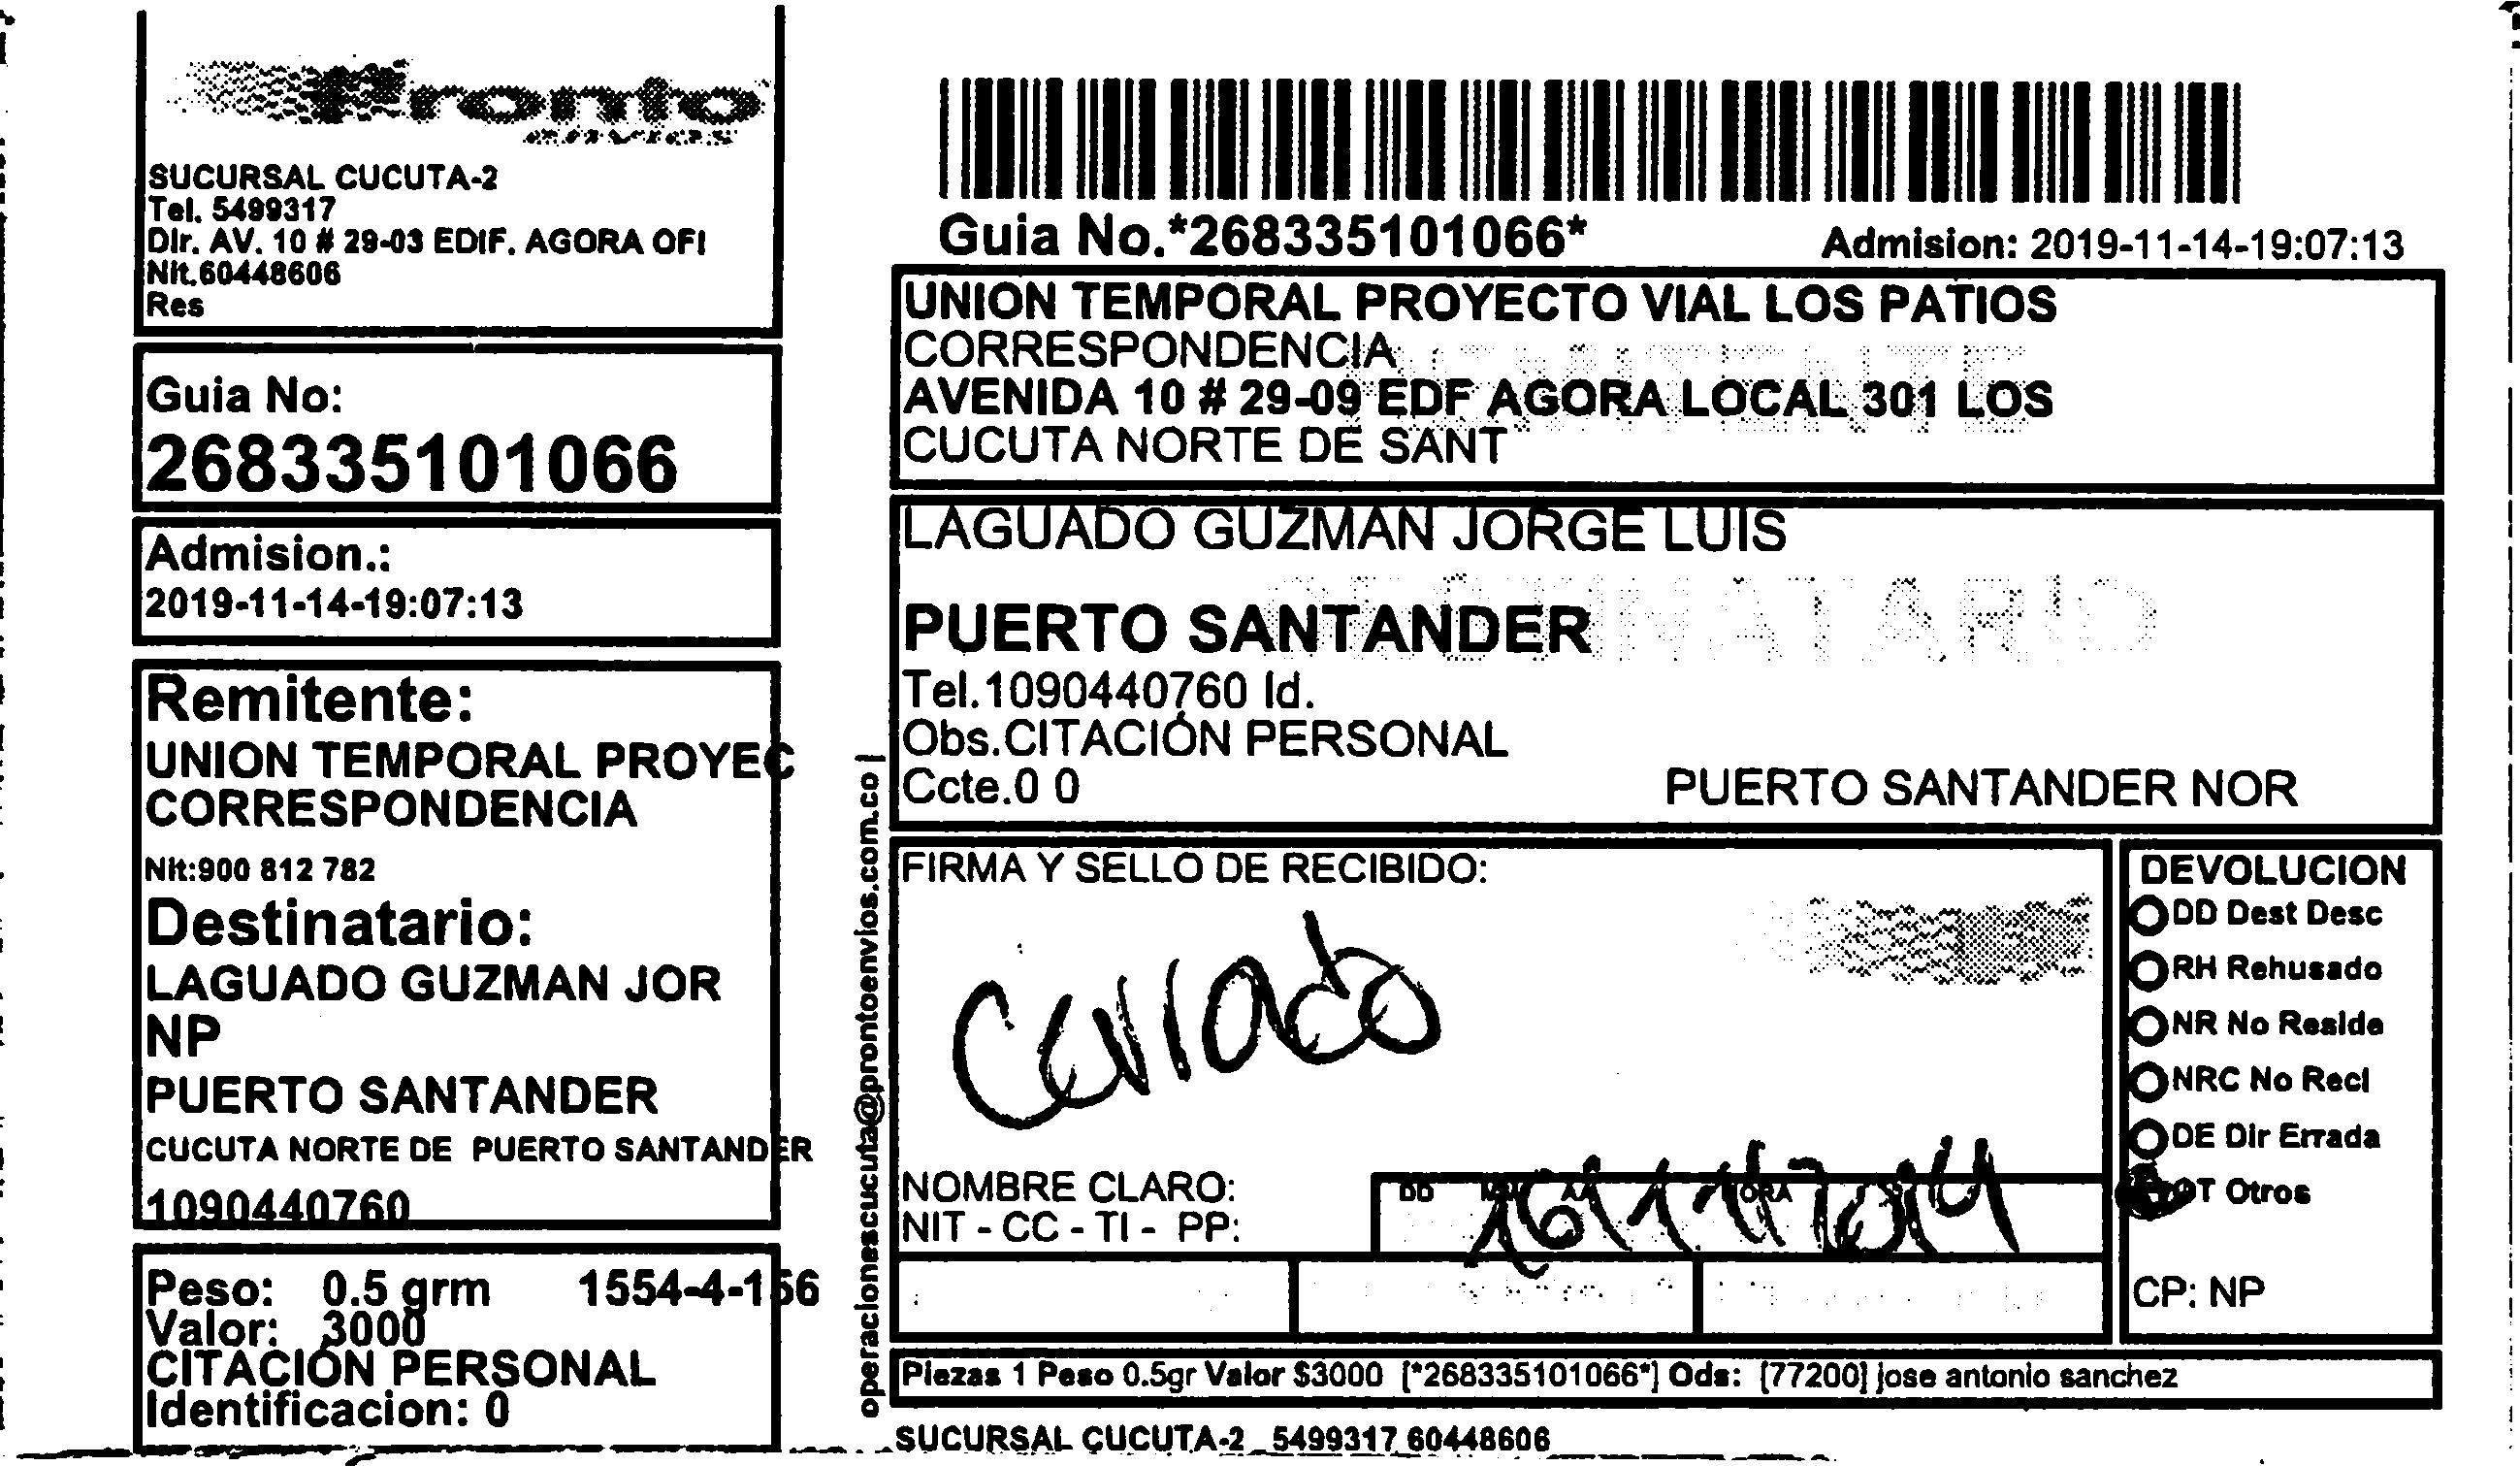 Pronto
SERVICES
SUCURSAL CUCUTA-2
Tel. 5499317
Dir. AV. 10 # 29-03 EDIF. AGORA OFI
Nit.60448606
Res
Guia No:
268335101066
Admision.:
2019-11-14-19:07:13
Remitente:
UNION TEMPORAL PROYEC
CORRESPONDENCIA
Nit:900 812 782
Destinatario:
LAGUADO GUZMAN JOR
NP
PUERTO SANTANDER
CUCUTA NORTE DE PUERTO SANTANDER
1090440760
Peso: 0.5 grm 1554-4-156
Valor: 3000
CITACIÓN PERSONAL
Identificacion: 0
operacionescucuta@prontoenvios.com.co |
Guia No.*268335101066*
Admision: 2019-11-14-19:07:13
UNION TEMPORAL PROYECTO VIAL LOS PATIOS
CORRESPONDENCIA
REMITENTE
AVENIDA 10 # 29-09 EDF AGORA LOCAL 301 LOS
CUCUTA NORTE DE SANT
LAGUADO GUZMAN JORGE LUIS
DESTINATARIO
PUERTO SANTANDER
Tel.1090440760 Id.
Obs.CITACIÓN PERSONAL
Ccte.0 0
PUERTO SANTANDER NOR
FIRMA Y SELLO DE RECIBIDO:
Cerrado
NOMBRE CLARO:
NIT - CC - TI - PP:
DD
DEVOLUCION
DD Dest Desc
RH Rehusado
NR No Reside
NRC No Recl
DE Dir Errada
OT Otros
CP: NP
Piezas 1 Peso 0.5gr Valor $3000 [*268335101066*] Ods: [77200] jose antonio sanchez
SUCURSAL CUCUTA-2 5499317 60448606